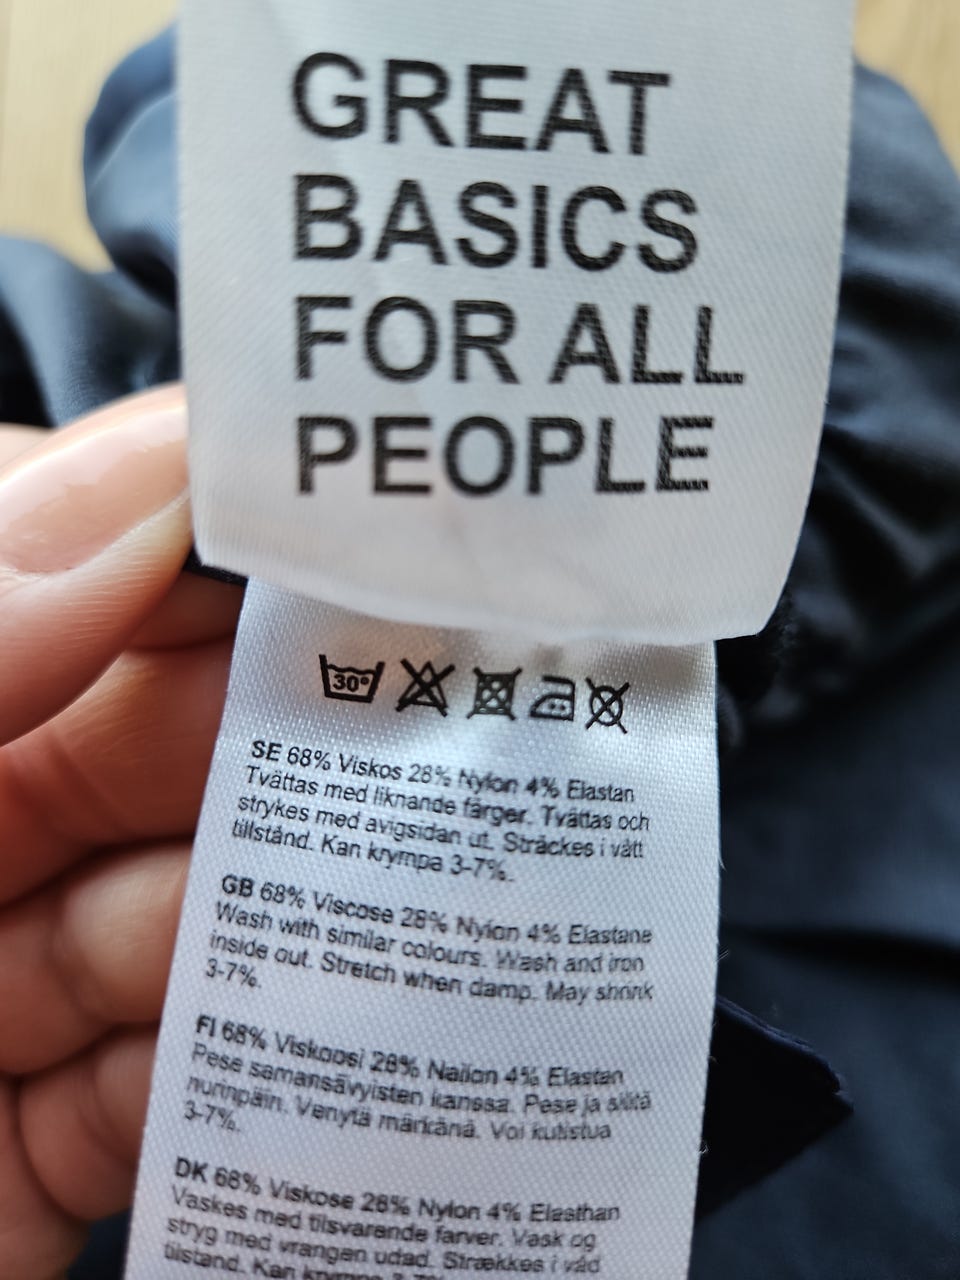 GREAT
BASICS
FOR ALL
PEOPLE
30°
SE 68% Viskos 28% Nylon 4% Elastan
Tvättas med liknande färger. Tvättas och
strykes med avigsidan ut. Sträckes i vått
tillstånd. Kan krympa 3-7%.
GB 68% Viscose 28% Nylon 4% Elastane
Wash with similar colours. Wash and iron
inside out. Stretch when damp. May shrink
3-7%.
FI 68% Viskoosi 28% Nailon 4% Elastan
Pese samansävyisten kanssa. Pese ja silitä
nurinpäin. Venytä märkänä. Voi kutistua
3-7%.
DK 68% Viskose 28% Nylon 4% Elasthan
Vaskes med tilsvarende farver. Vask og
stryg med vrangen udad. Strækkes i våd
tilstand. Kan krympe 3-7%